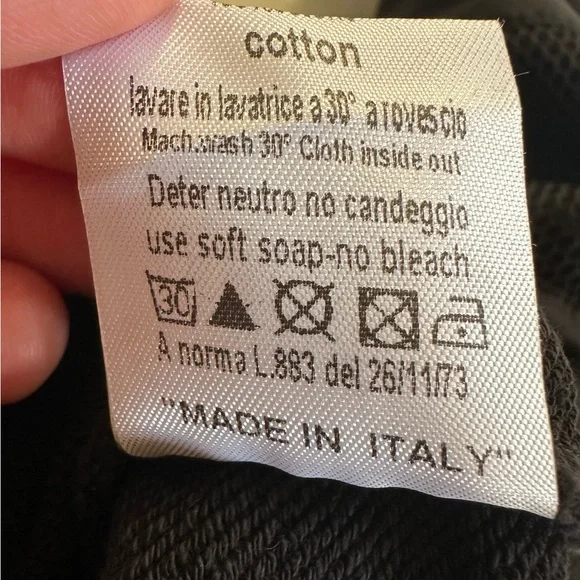 cotton
lavare in lavatrice a 30° a rovescio
Mach.wash 30° Cloth inside out
Deter neutro no candeggio
use soft soap-no bleach
30
A norma L.883 del 26/11/73
"MADE IN ITALY"